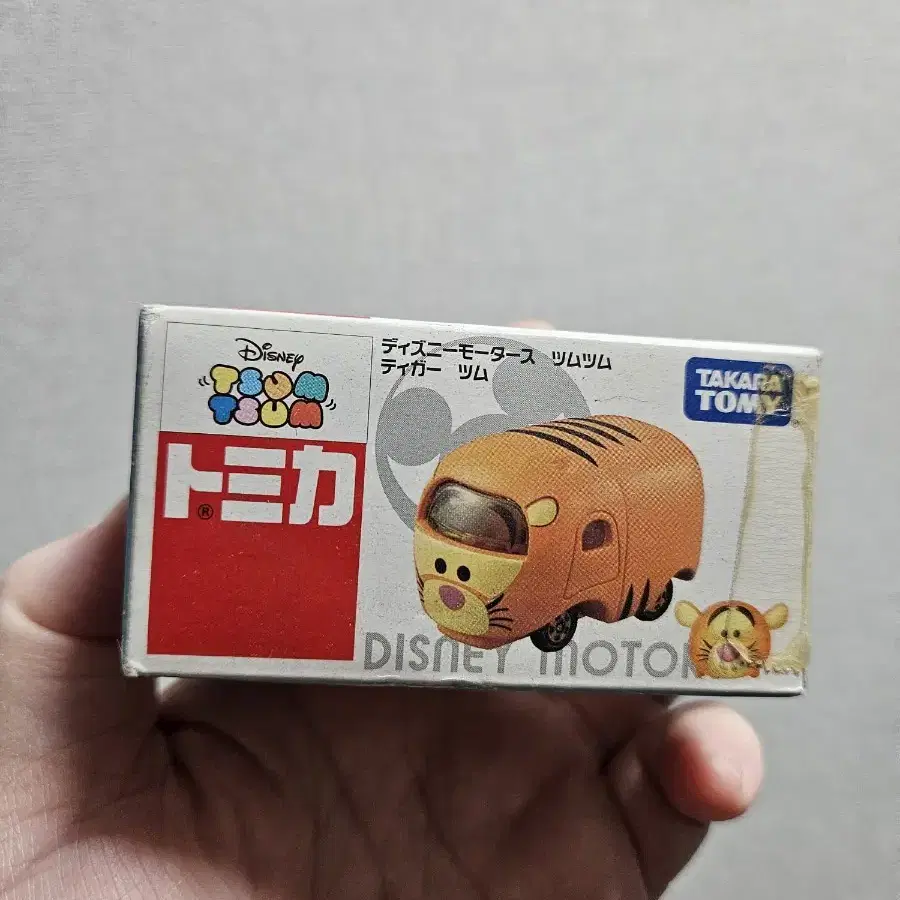 Disney
TSUM
TSUM
トミカ
®
ディズニーモータース ツムツム
ティガー ツム
TAKARA
TOMY
DISNEY MOTOR